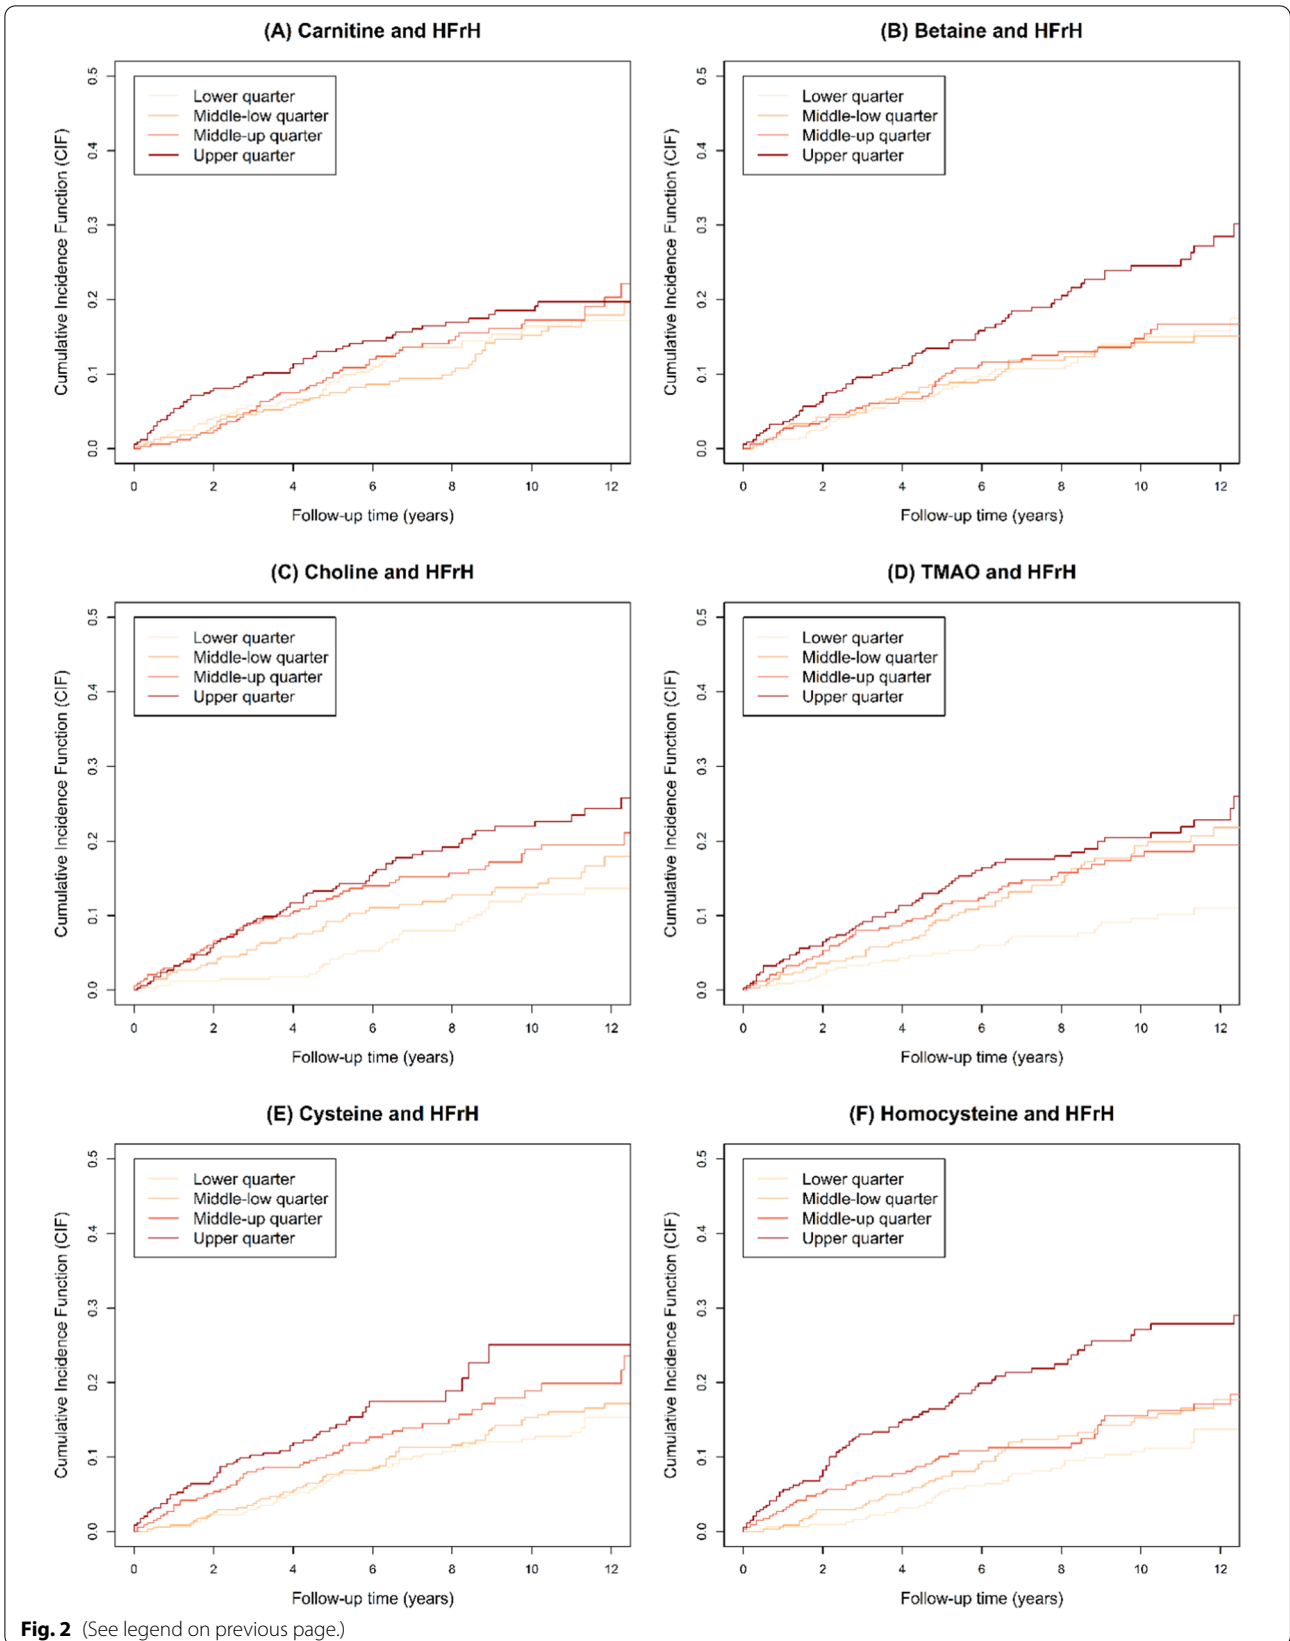 (A) Carnitine and HFrH
Lower quarter
Middle-low quarter
Middle-up quarter
Upper quarter
Cumulative Incidence Function (CIF)
0.5
0.4
0.3
0.2
0.1
0.0
0 2 4 6 8 10 12
Follow-up time (years)
(B) Betaine and HFrH
Lower quarter
Middle-low quarter
Middle-up quarter
Upper quarter
Cumulative Incidence Function (CIF)
0.5
0.4
0.3
0.2
0.1
0.0
0 2 4 6 8 10 12
Follow-up time (years)
(C) Choline and HFrH
Lower quarter
Middle-low quarter
Middle-up quarter
Upper quarter
Cumulative Incidence Function (CIF)
0.5
0.4
0.3
0.2
0.1
0.0
0 2 4 6 8 10 12
Follow-up time (years)
(D) TMAO and HFrH
Lower quarter
Middle-low quarter
Middle-up quarter
Upper quarter
Cumulative Incidence Function (CIF)
0.5
0.4
0.3
0.2
0.1
0.0
0 2 4 6 8 10 12
Follow-up time (years)
(E) Cysteine and HFrH
Lower quarter
Middle-low quarter
Middle-up quarter
Upper quarter
Cumulative Incidence Function (CIF)
0.5
0.4
0.3
0.2
0.1
0.0
0 2 4 6 8 10 12
Follow-up time (years)
(F) Homocysteine and HFrH
Lower quarter
Middle-low quarter
Middle-up quarter
Upper quarter
Cumulative Incidence Function (CIF)
0.5
0.4
0.3
0.2
0.1
0.0
0 2 4 6 8 10 12
Follow-up time (years)
Fig. 2 (See legend on previous page.)